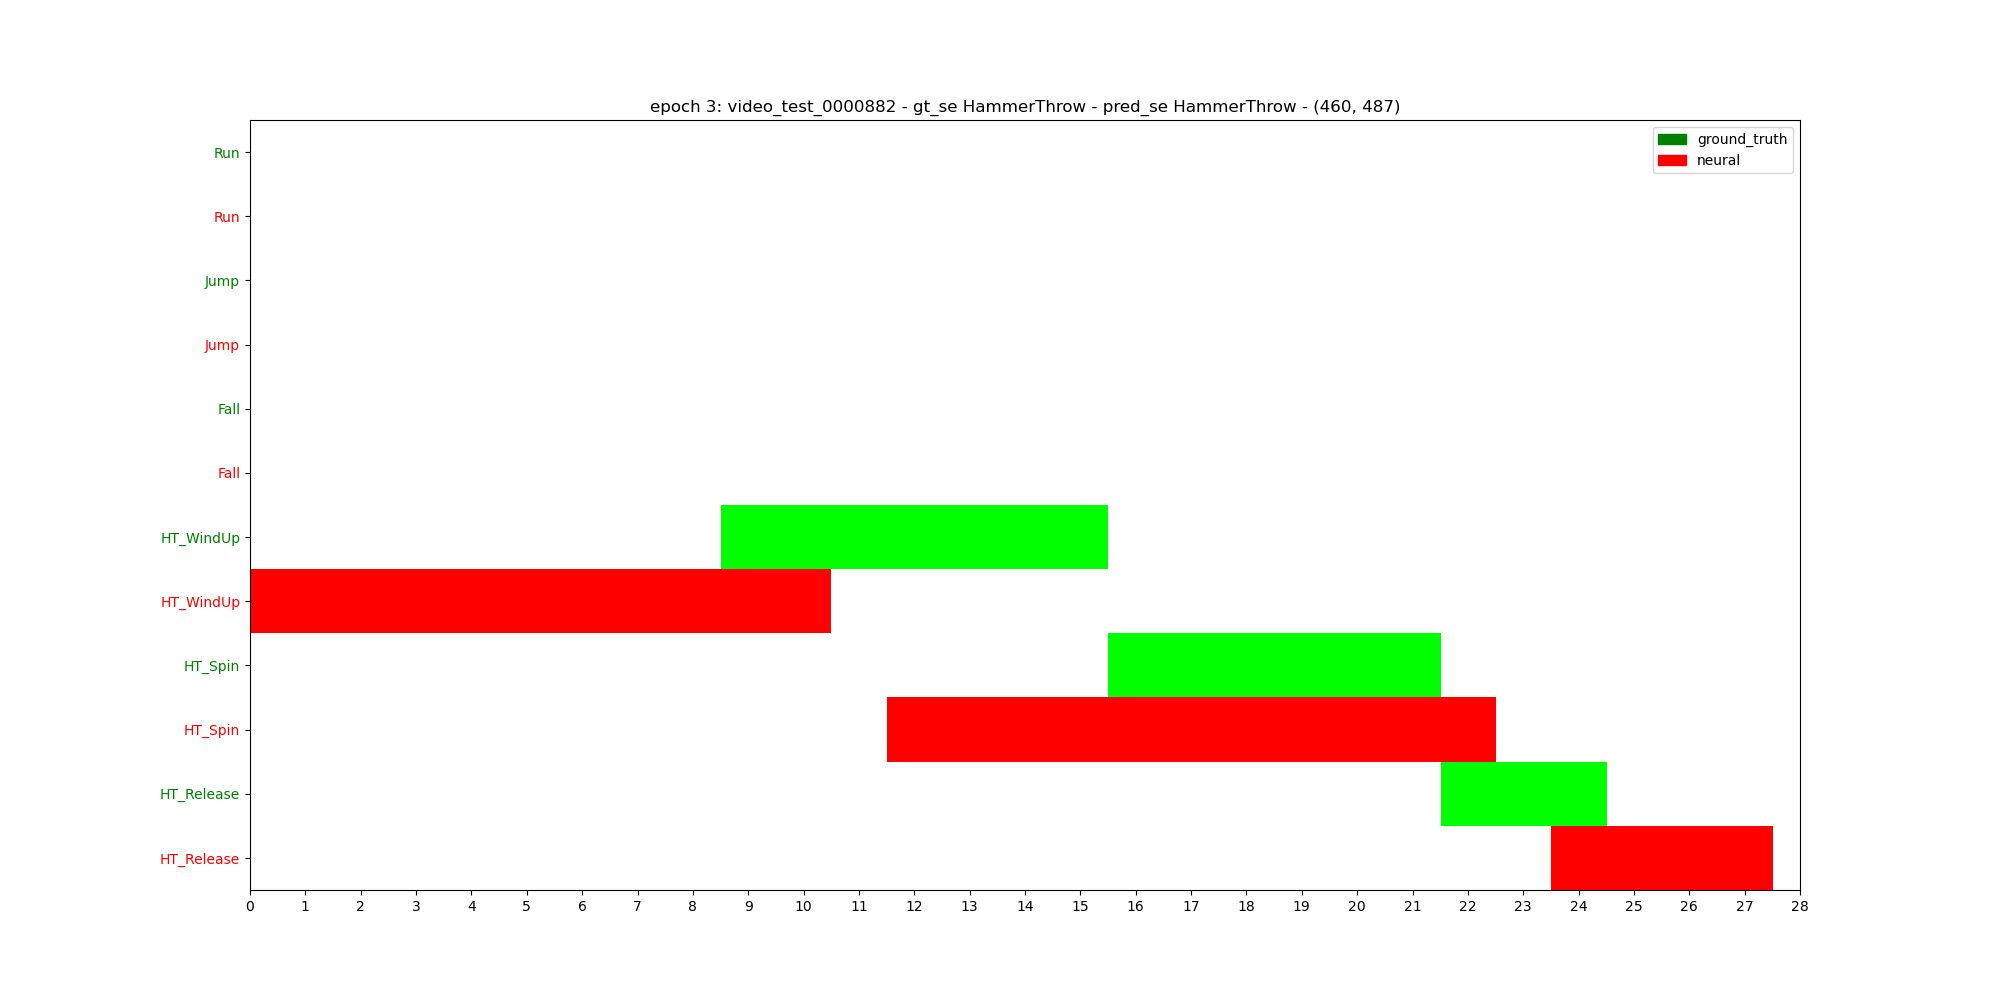 epoch 3: video_test_0000882 - gt_se HammerThrow - pred_se HammerThrow - (460, 487)
ground_truth
neural
Run
Run
Jump
Jump
Fall
Fall
HT_WindUp
HT_WindUp
HT_Spin
HT_Spin
HT_Release
HT_Release
0 1 2 3 4 5 6 7 8 9 10 11 12 13 14 15 16 17 18 19 20 21 22 23 24 25 26 27 28